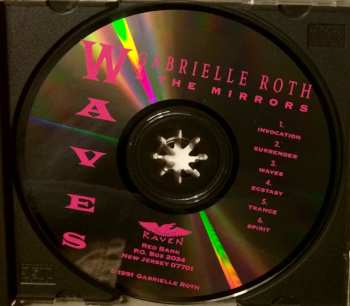 WAVES
GABRIELLE ROTH
& THE MIRRORS
1.
INVOCATION
2.
SURRENDER
3.
WAVES
4.
ECSTASY
5.
TRANCE
6.
SPIRIT
RAVEN
RED BANK
P.O. BOX 2034
NEW JERSEY 07701
©1991 GABRIELLE ROTH